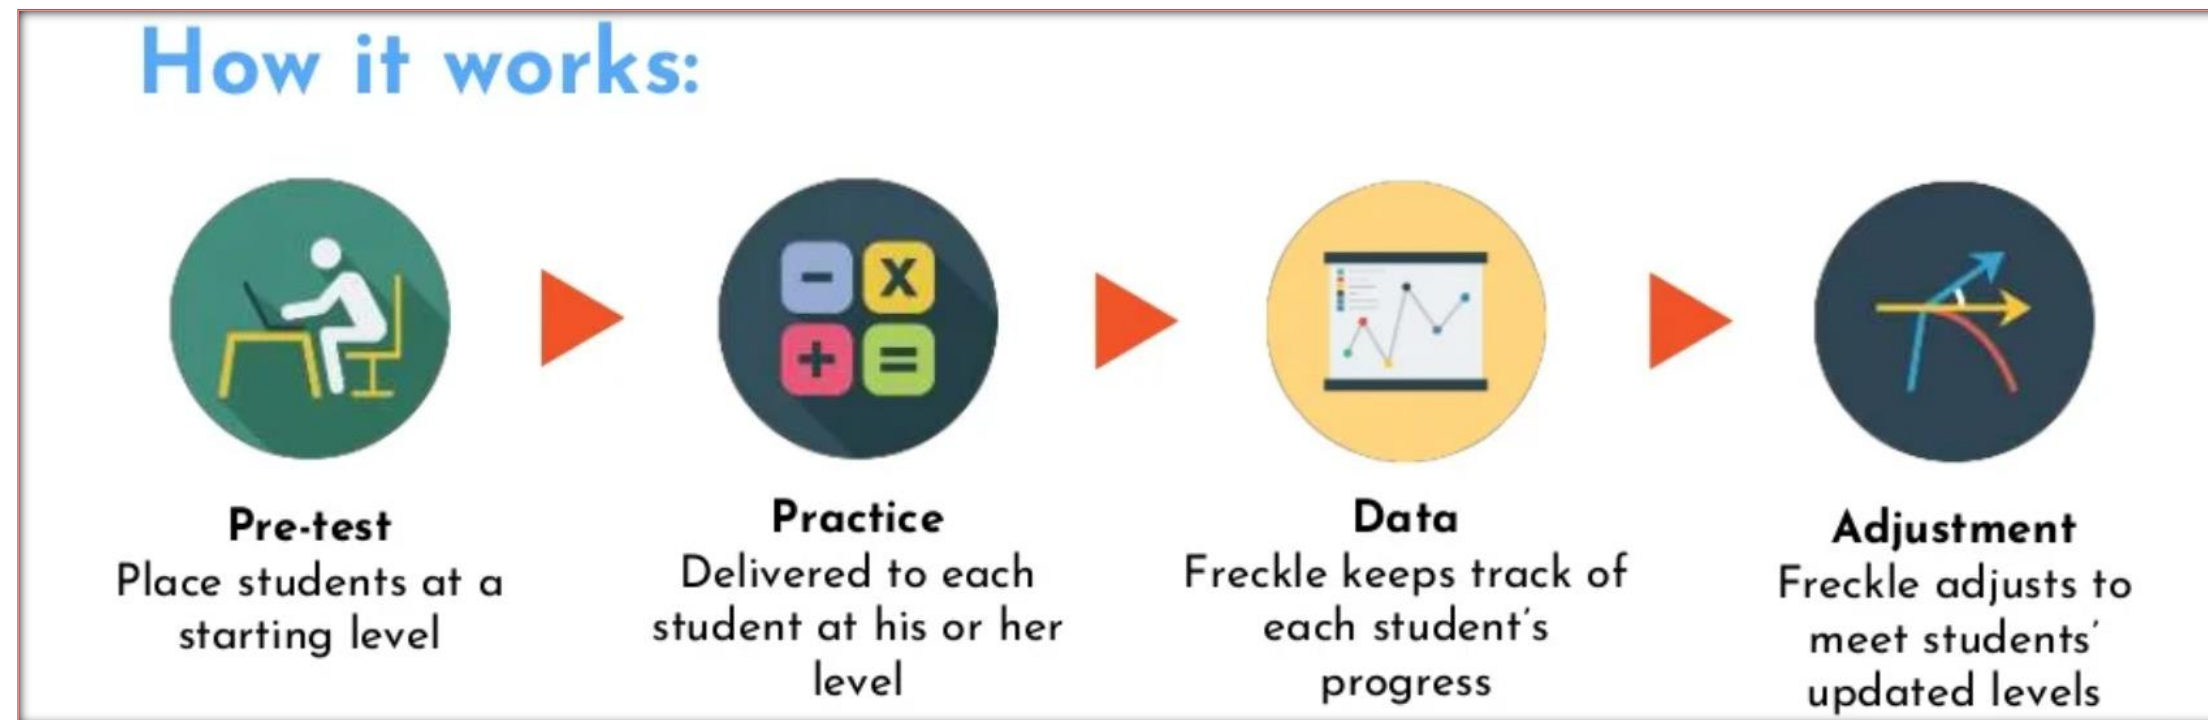 How it works:
- x
+ =
Pre-test
Place students at a
starting level
Practice
Delivered to each
student at his or her
level
Data
Freckle keeps track of
each student's
progress
Adjustment
Freckle adjusts to
meet students'
updated levels